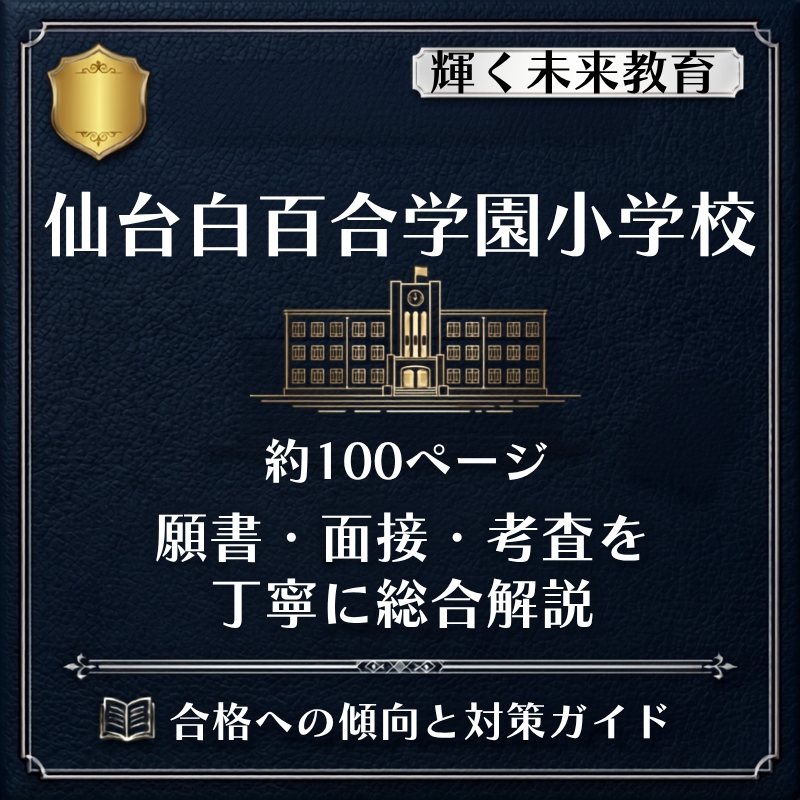 輝く未来教育
仙台白百合学園小学校
約100ページ
願書・面接・考査を
丁寧に総合解説
合格への傾向と対策ガイド